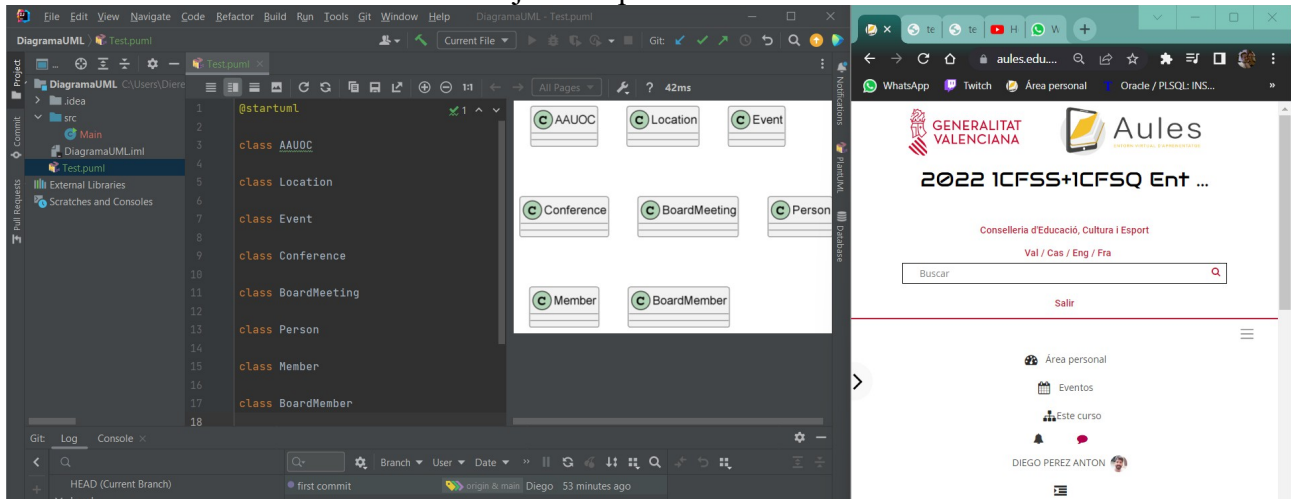 File Edit View Navigate Code Refactor Build Run Tools Git Window Help DiagramaUML - Test.puml
DiagramaUML Test.puml
Current File
Git:
Project
DiagramaUML C:\Users\Diere
.idea
src
Main
DiagramaUML.iml
Test.puml
External Libraries
Scratches and Consoles
Commit
Pull Requests
Test.puml
1:1
All Pages
? 42ms
1 @startuml
1
2
3 class AAUOC
4
5 class Location
6
7 class Event
8
9 class Conference
10
11 class BoardMeeting
12
13 class Person
14
15 class Member
16
17 class BoardMember
18
C AAUOC
C Location
C Event
C Conference
C BoardMeeting
C Person
C Member
C BoardMember
Notifications
PlantUML
Database
Git: Log Console
Branch User Date
HEAD (Current Branch)
first commit
origin & main Diego 53 minutes ago
te
te
H
W
aules.edu....
WhatsApp Twitch Área personal T Oracle / PLSQL: INS... »
GENERALITAT
VALENCIANA
Aules
2022 1CFSS+1CFSQ Ent ...
Conselleria d'Educació, Cultura i Esport
Val / Cas / Eng / Fra
Buscar
Salir
Área personal
Eventos
Este curso
DIEGO PEREZ ANTON